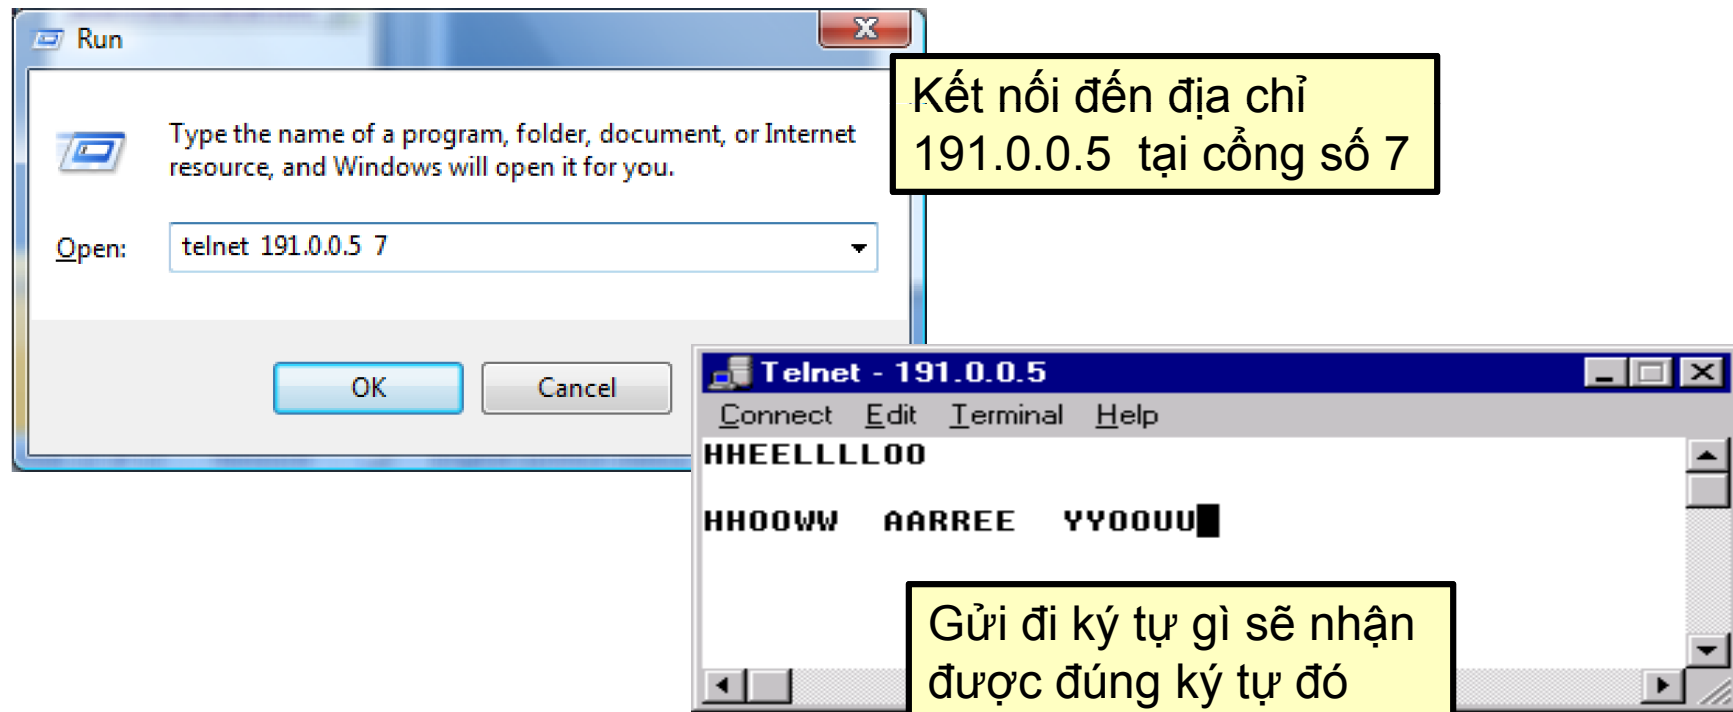 Run
Kết nối đến địa chỉ
191.0.0.5 tại cổng số 7
Type the name of a program, folder, document, or Internet
resource, and Windows will open it for you.
Open:
telnet 191.0.0.5 7
OK
Cancel
Telnet - 191.0.0.5
Connect Edit Terminal Help
HHEELLLLOO
HHOOWW AARREE YYOOUU
Gửi đi ký tự gì sẽ nhận
được đúng ký tự đó